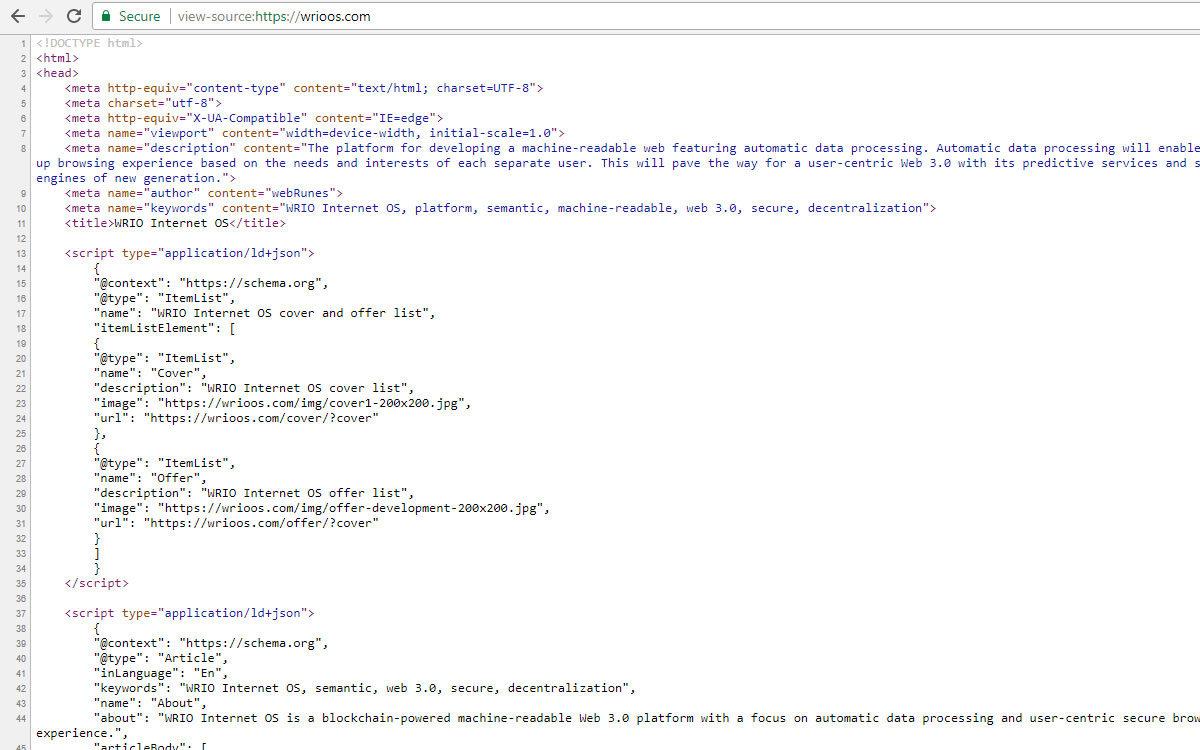 Secure | view-source:https://wrioos.com
1 <!DOCTYPE html>
2 <html>
3 <head>
4 <meta http-equiv="content-type" content="text/html; charset=UTF-8">
5 <meta charset="utf-8">
6 <meta http-equiv="X-UA-Compatible" content="IE=edge">
7 <meta name="viewport" content="width=device-width, initial-scale=1.0">
8 <meta name="description" content="The platform for developing a machine-readable web featuring automatic data processing. Automatic data processing will enable
up browsing experience based on the needs and interests of each separate user. This will pave the way for a user-centric Web 3.0 with its predictive services and s
engines of new generation.">
9 <meta name="author" content="webRunes">
10 <meta name="keywords" content="WRIO Internet OS, platform, semantic, machine-readable, web 3.0, secure, decentralization">
11 <title>WRIO Internet OS</title>
12
13 <script type="application/ld+json">
14 {
15 "@context": "https://schema.org",
16 "@type": "ItemList",
17 "name": "WRIO Internet OS cover and offer list",
18 "itemListElement": [
19 {
20 "@type": "ItemList",
21 "name": "Cover",
22 "description": "WRIO Internet OS cover list",
23 "image": "https://wrioos.com/img/cover1-200x200.jpg",
24 "url": "https://wrioos.com/cover/?cover"
25 },
26 {
27 "@type": "ItemList",
28 "name": "Offer",
29 "description": "WRIO Internet OS offer list",
30 "image": "https://wrioos.com/img/offer-development-200x200.jpg",
31 "url": "https://wrioos.com/offer/?cover"
32 }
33 ]
34 }
35 </script>
36
37 <script type="application/ld+json">
38 {
39 "@context": "https://schema.org",
40 "@type": "Article",
41 "inLanguage": "En",
42 "keywords": "WRIO Internet OS, semantic, web 3.0, secure, decentralization",
43 "name": "About",
44 "about": "WRIO Internet OS is a blockchain-powered machine-readable Web 3.0 platform with a focus on automatic data processing and user-centric secure brow
experience.",
45 "articleBody": [